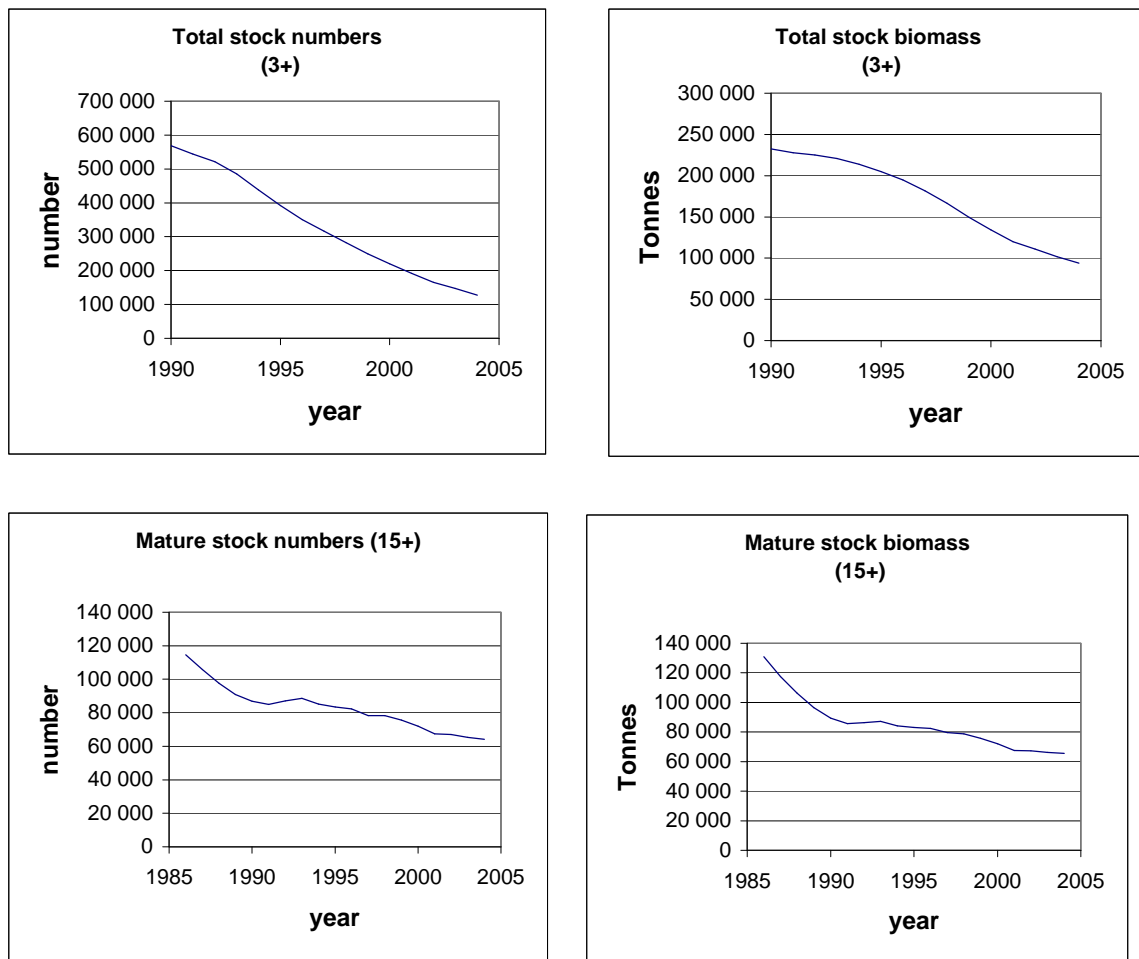 Total stock numbers
(3+)
700 000
600 000
500 000
400 000
300 000
200 000
100 000
0
number
1990 1995 2000 2005
year
Total stock biomass
(3+)
300 000
250 000
200 000
150 000
100 000
50 000
0
Tonnes
1990 1995 2000 2005
year
Mature stock numbers (15+)
140 000
120 000
100 000
80 000
60 000
40 000
20 000
0
number
1985 1990 1995 2000 2005
year
Mature stock biomass
(15+)
140 000
120 000
100 000
80 000
60 000
40 000
20 000
0
Tonnes
1985 1990 1995 2000 2005
year